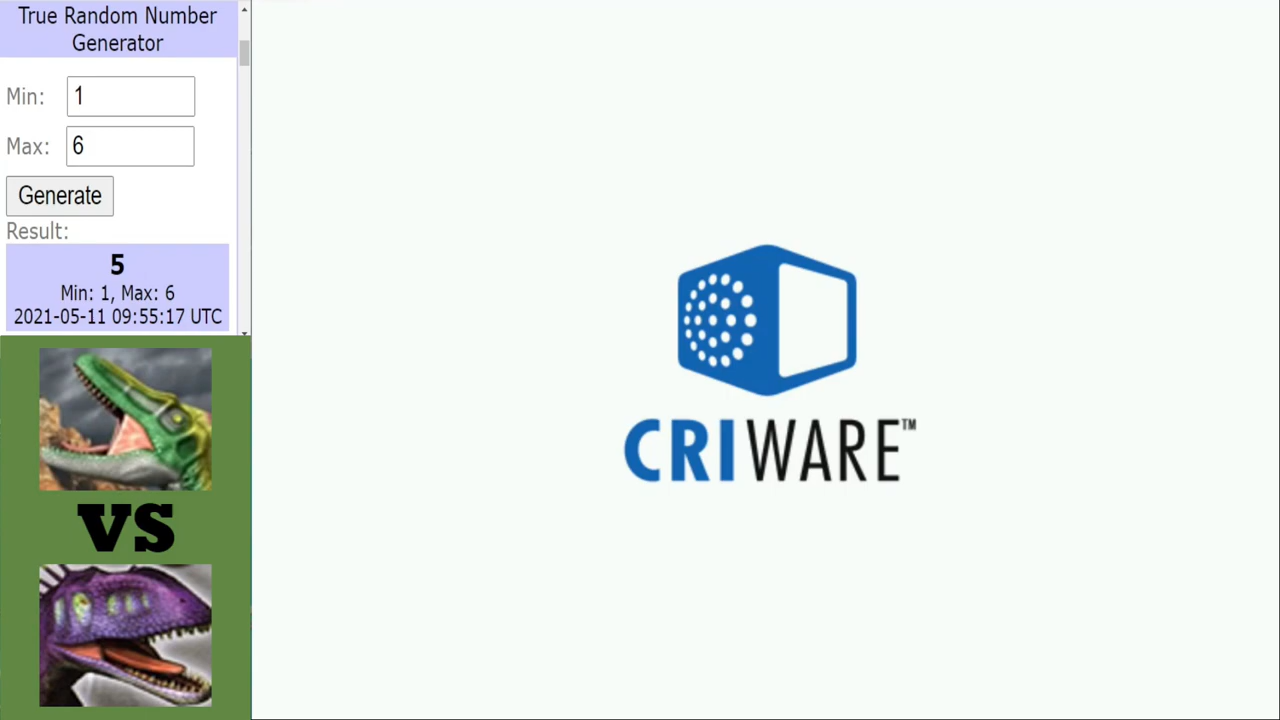 True Random Number
Generator
Min: 1
Max: 6
Generate
Result:
5
Min: 1, Max: 6
2021-05-11 09:55:17 UTC
VS
CRIWARE™